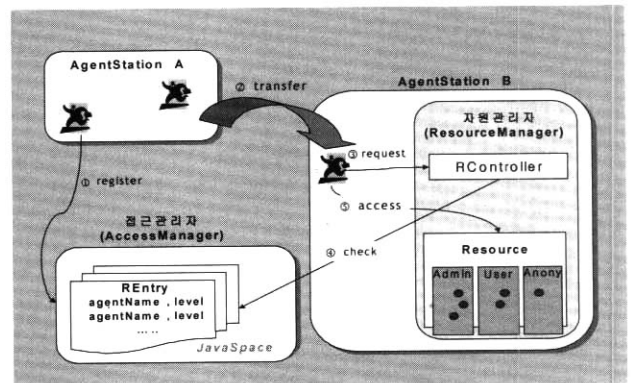 AgentStation A
② transfer
AgentStation B
자원관리자
(ResourceManager)
③ request
RController
① register
⑤ access
접근관리자
(AccessManager)
④ check
Resource
Admin
User
Anony
REntry
agentName , level
agentName , level
... ..
JavaSpace